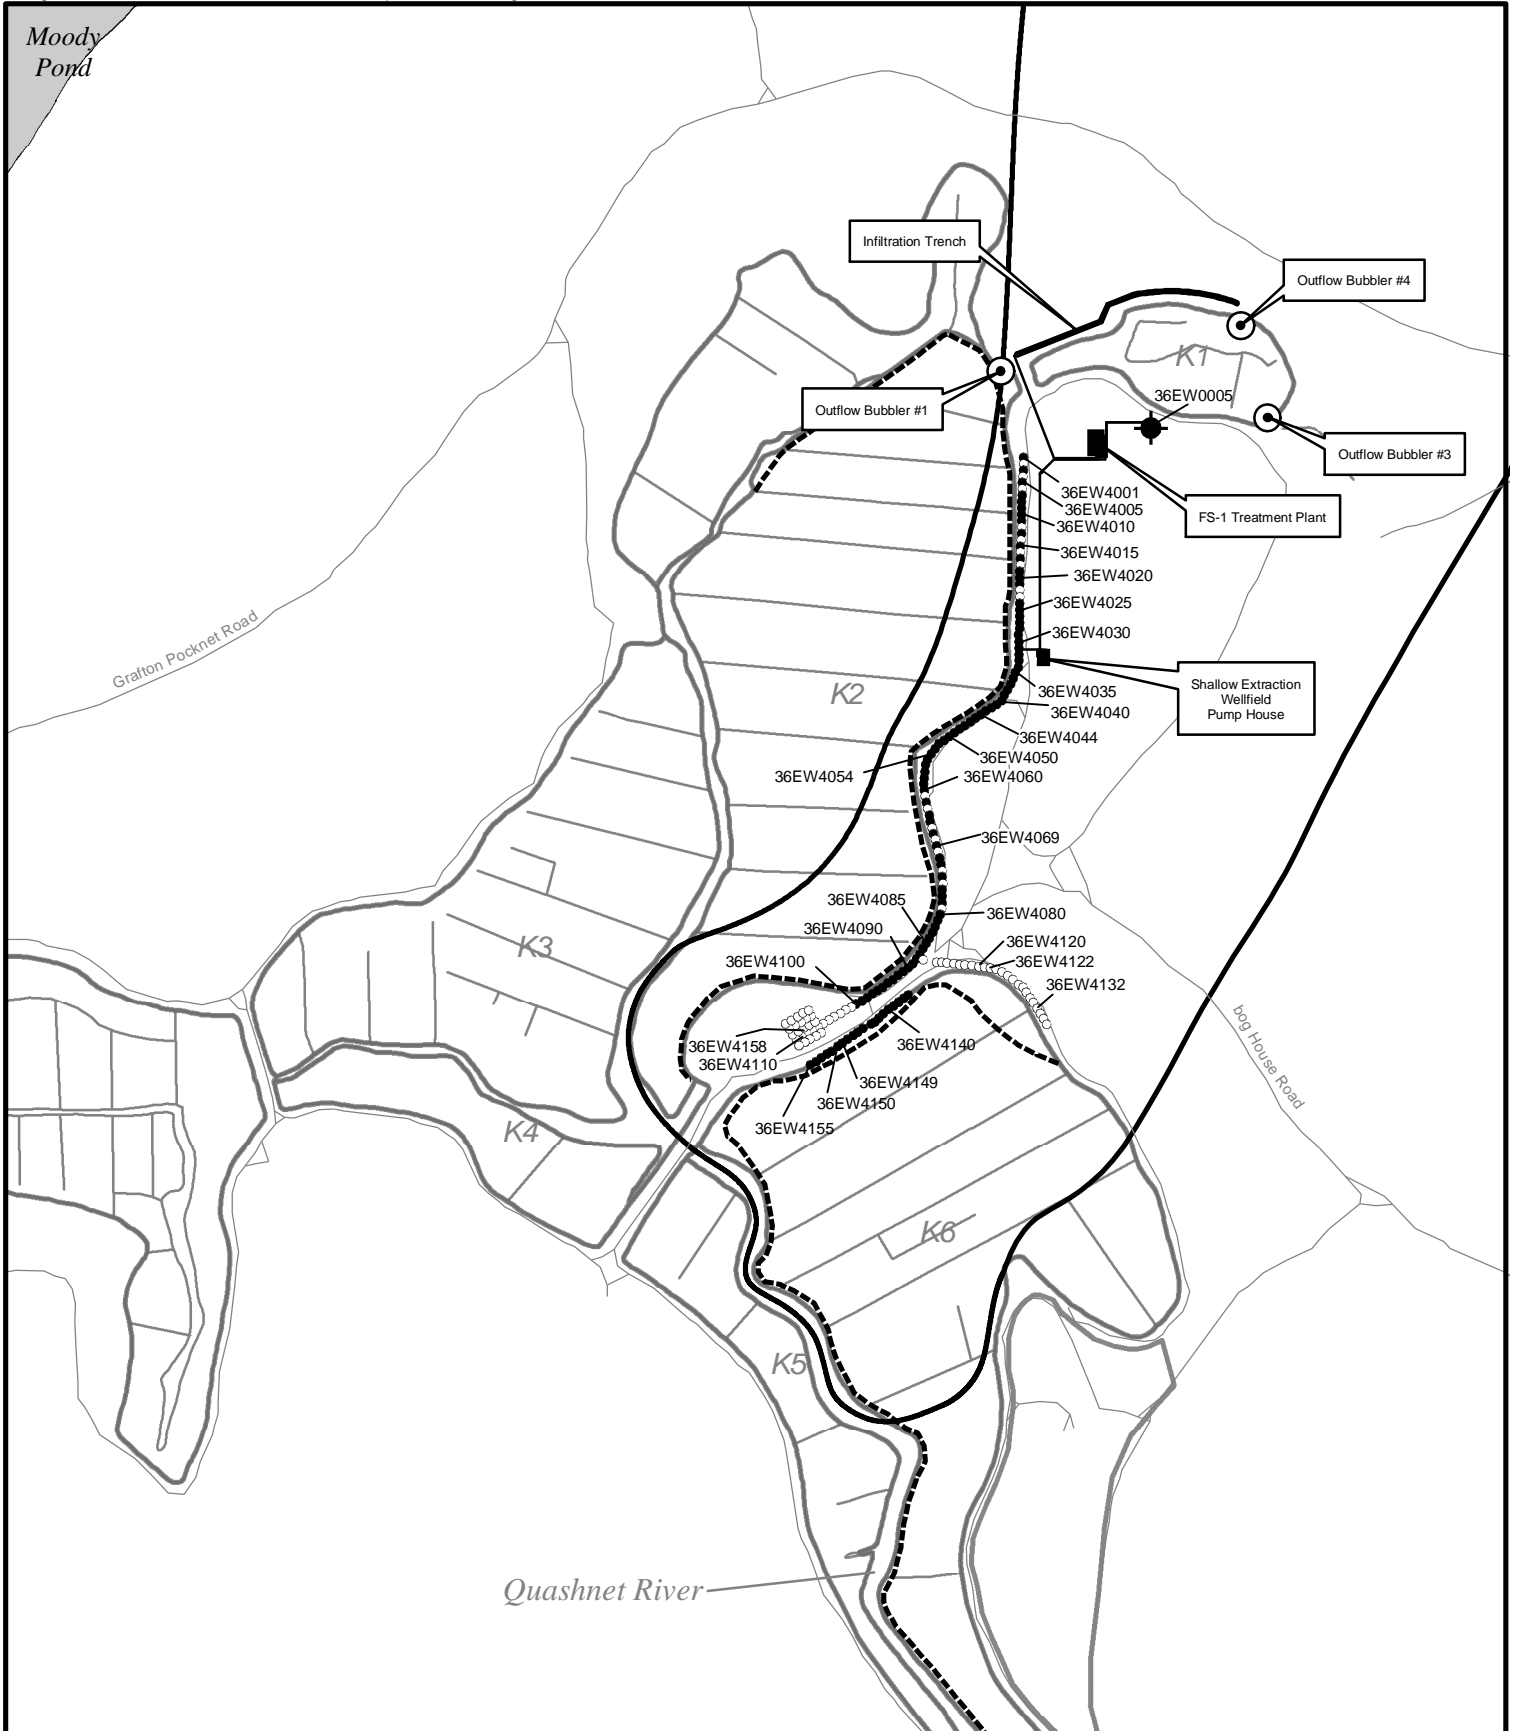 Moody
Pond
Infiltration Trench
Outflow Bubbler #4
K1
36EW0005
Outflow Bubbler #1
Outflow Bubbler #3
36EW4001
36EW4005
36EW4010
FS-1 Treatment Plant
36EW4015
36EW4020
36EW4025
36EW4030
Grafton Pocknet Road
K2
36EW4035
Shallow Extraction
Wellfield
Pump House
36EW4040
36EW4044
36EW4050
36EW4054
36EW4060
36EW4069
36EW4085
36EW4080
36EW4090
K3
36EW4120
36EW4100
36EW4122
36EW4132
36EW4158
36EW4140
36EW4110
bog House Road
36EW4149
36EW4150
36EW4155
K4
K6
K5
Quashnet River